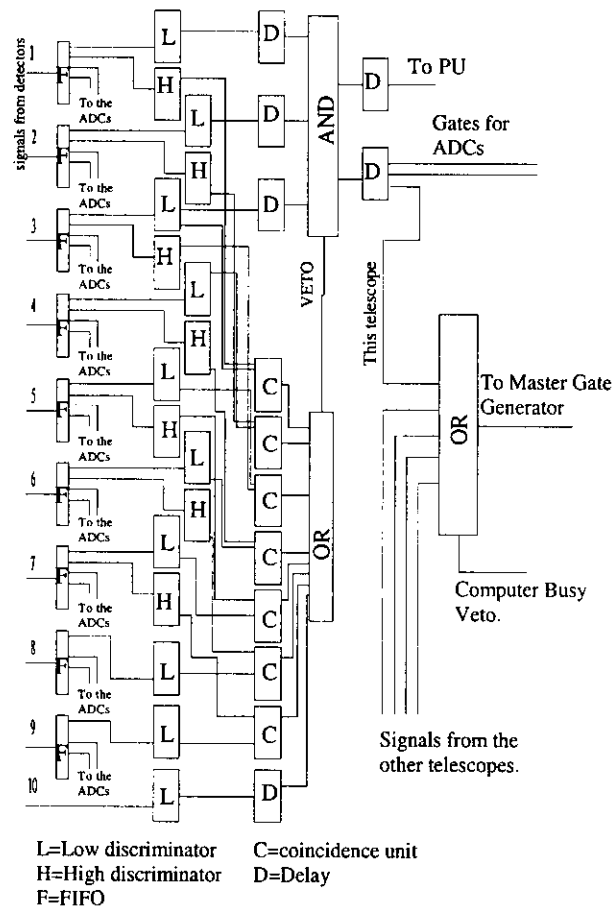 signals from detectors
1
F
To the
ADCs
L
H
D
2
F
To the
ADCs
L
H
D
3
F
To the
ADCs
L
H
D
4
F
To the
ADCs
L
H
5
F
To the
ADCs
L
H
6
F
To the
ADCs
L
H
7
F
To the
ADCs
L
H
8
F
To the
ADCs
L
9
F
To the
ADCs
L
10
L
D
C
C
C
C
C
C
C
AND
VETO
OR
D
To PU
D
Gates for
ADCs
This telescope
OR
To Master Gate
Generator
Computer Busy
Veto.
Signals from the
other telescopes.
L=Low discriminator
C=coincidence unit
H=High discriminator
D=Delay
F=FIFO